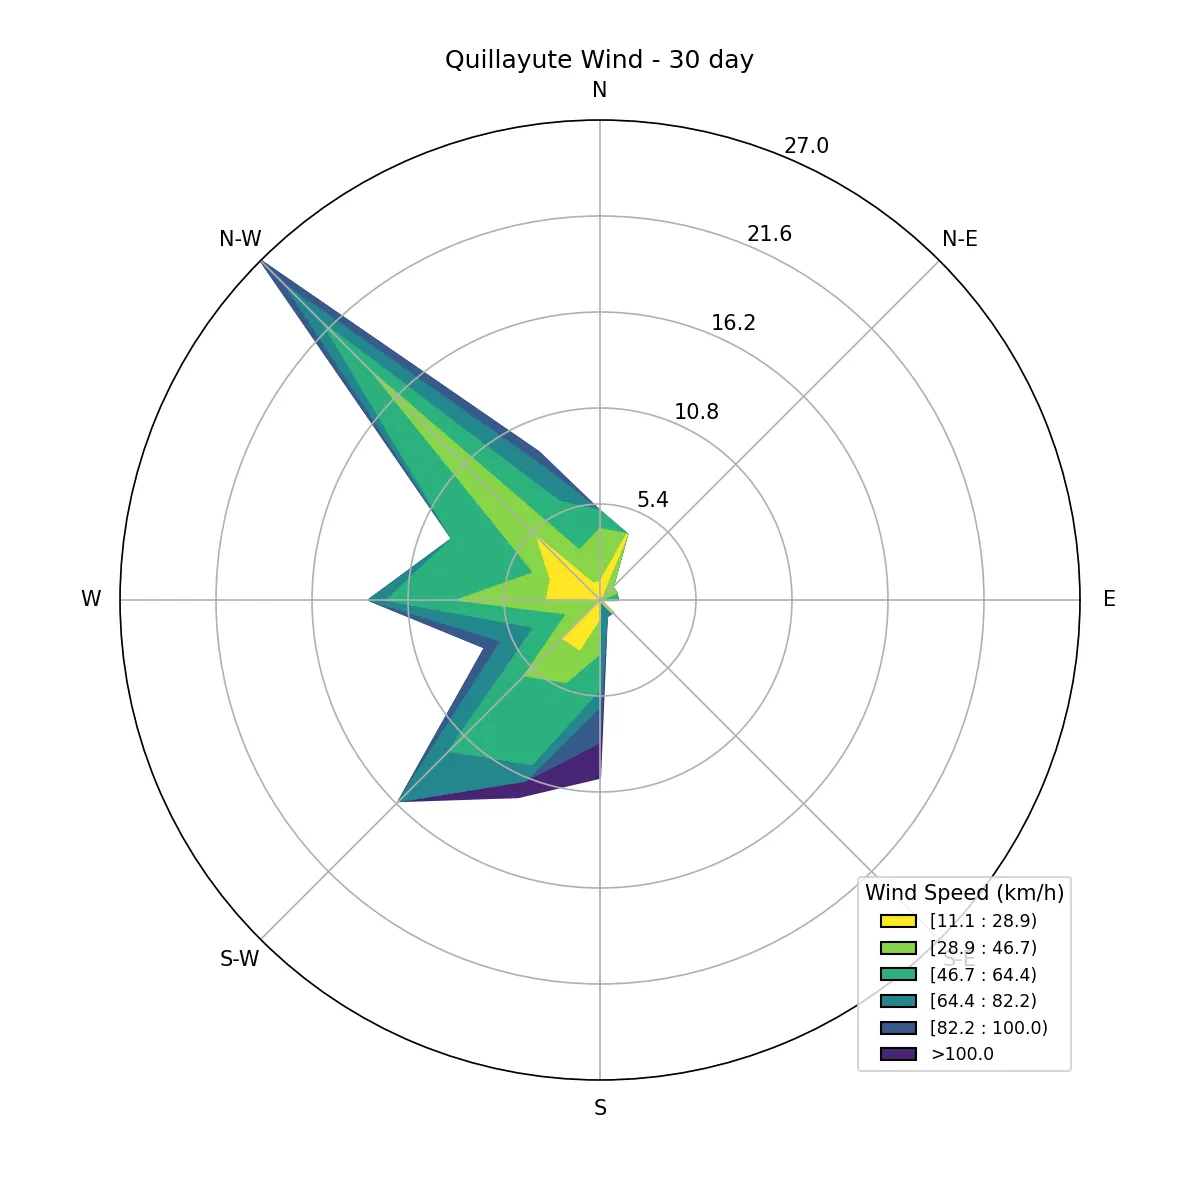 Quillayute Wind - 30 day
N
27.0
21.6
N-W
N-E
16.2
10.8
5.4
W
E
Wind Speed (km/h)
[11.1 : 28.9)
[28.9 : 46.7)
S-W
S-E
[46.7 : 64.4)
[64.4 : 82.2)
[82.2 : 100.0)
>100.0
S